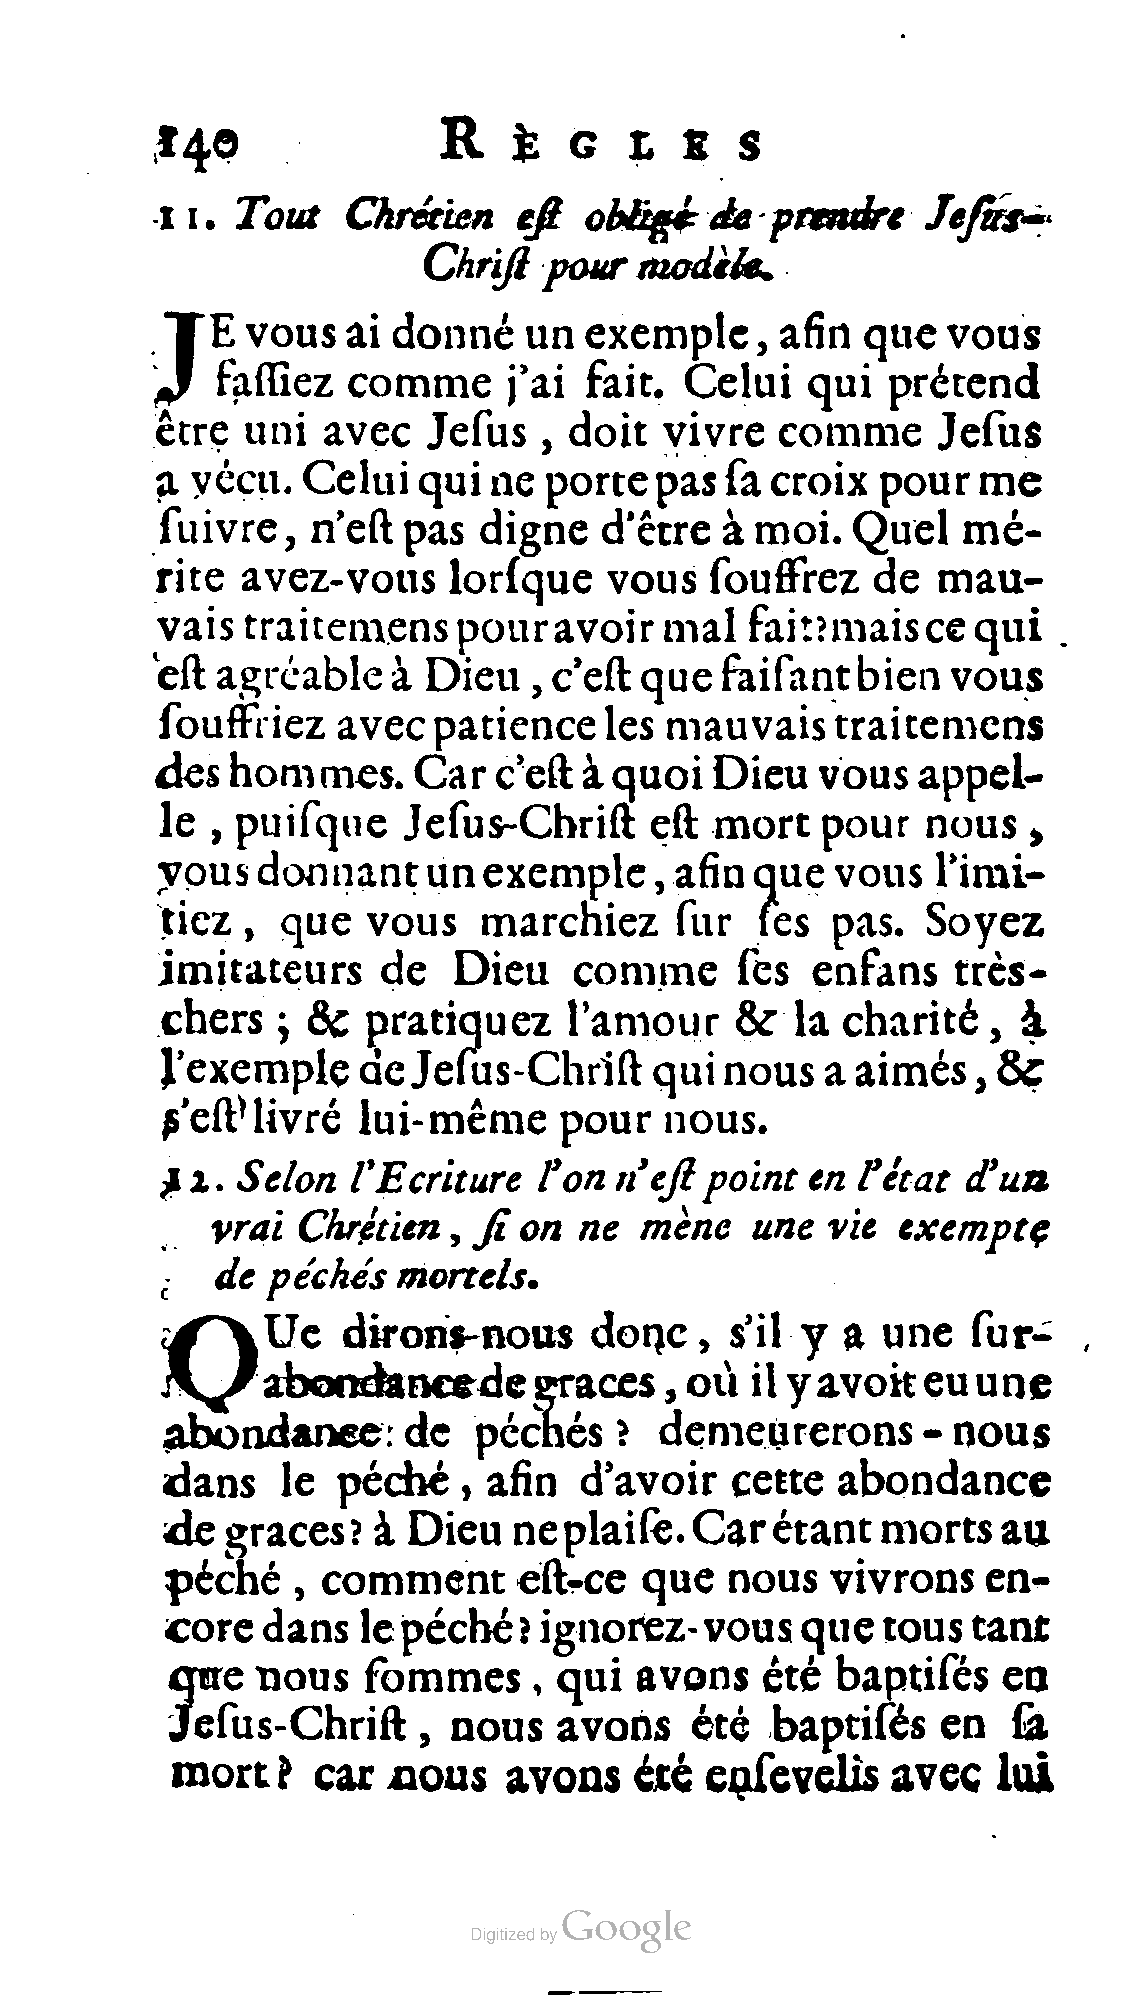 140 RÈGLES
11. Tout Chrétien eſt obligé de prendre Jeſus-
Chriſt pour modèle.
JE vous ai donné un exemple, afin que vous
faſſiez comme j'ai fait. Celui qui prétend
être uni avec Jeſus, doit vivre comme Jeſus
a vécu. Celui qui ne porte pas ſa croix pour me
ſuivre, n'eſt pas digne d'être à moi. Quel mé-
rite avez-vous lorſque vous ſouffrez de mau-
vais traitemens pour avoir mal fait? mais ce qui
eſt agréable à Dieu, c'eſt que faiſant bien vous
ſouffriez avec patience les mauvais traitemens
des hommes. Car c'eſt à quoi Dieu vous appel-
le, puiſque Jeſus-Chriſt eſt mort pour nous,
vous donnant un exemple, afin que vous l'imi-
tiez, que vous marchiez ſur ſes pas. Soyez
imitateurs de Dieu comme ſes enfans très-
chers; & pratiquez l'amour & la charité, à
l'exemple de Jeſus-Chriſt qui nous a aimés, &
s'eſt livré lui-même pour nous.
12. Selon l'Ecriture l'on n'eſt point en l'état d'un
vrai Chrétien, ſi on ne mène une vie exempte
de péchés mortels.
QUe dirons-nous donc, s'il y a une ſur-
abondance de graces, où il y avoit eu une
abondance de péchés? demeurerons-nous
dans le péché, afin d'avoir cette abondance
de graces? à Dieu ne plaiſe. Car étant morts au
péché, comment eſt-ce que nous vivrons en-
core dans le péché? ignorez-vous que tous tant
que nous ſommes, qui avons été baptiſés en
Jeſus-Chriſt, nous avons été baptiſés en ſa
mort? car nous avons été enſevelis avec lui
Digitized by Google